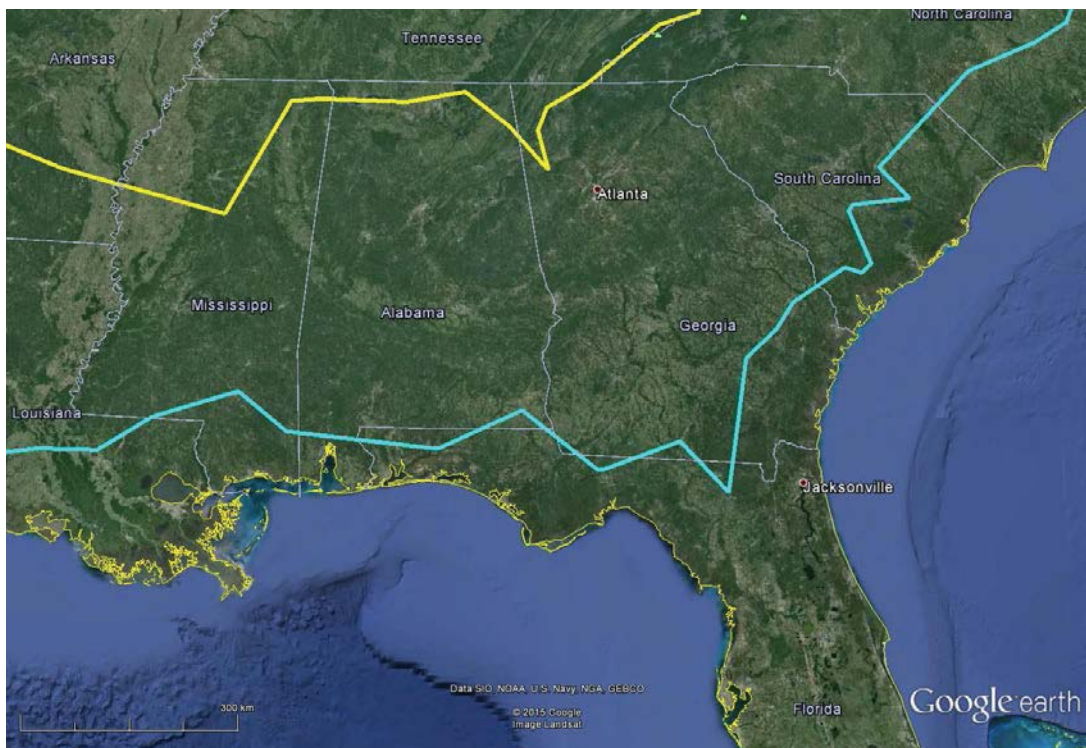 North Carolina
Tennessee
Arkansas
South Carolina
Atlanta
Mississippi
Alabama
Georgia
Louisiana
Jacksonville
Data SIO, NOAA, U.S. Navy, NGA, GEBCO
© 2015 Google
Image Landsat
300 km
Florida
Google earth